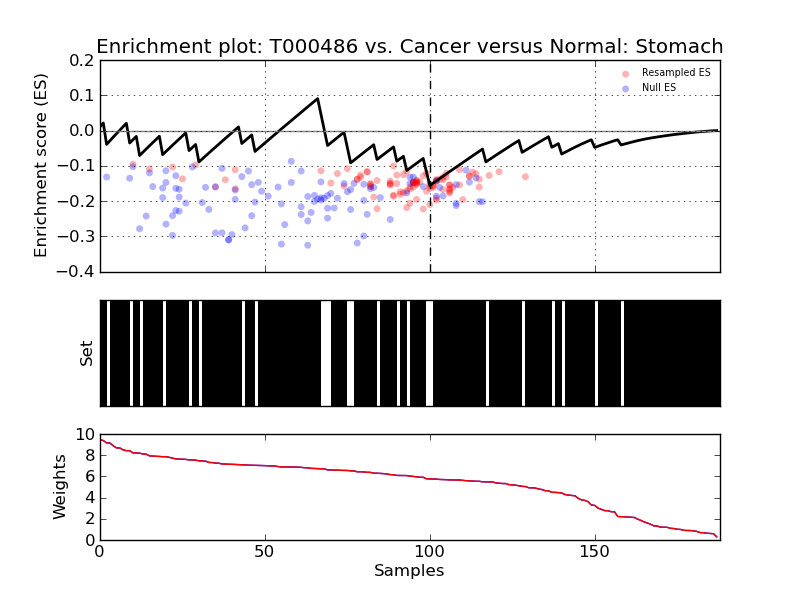 Enrichment plot: T000486 vs. Cancer versus Normal: Stomach
Enrichment score (ES)
0.2
0.1
0.0
−0.1
−0.2
−0.3
−0.4
Resampled ES
Null ES
Set
Weights
10
8
6
4
2
0
0 50 100 150
Samples